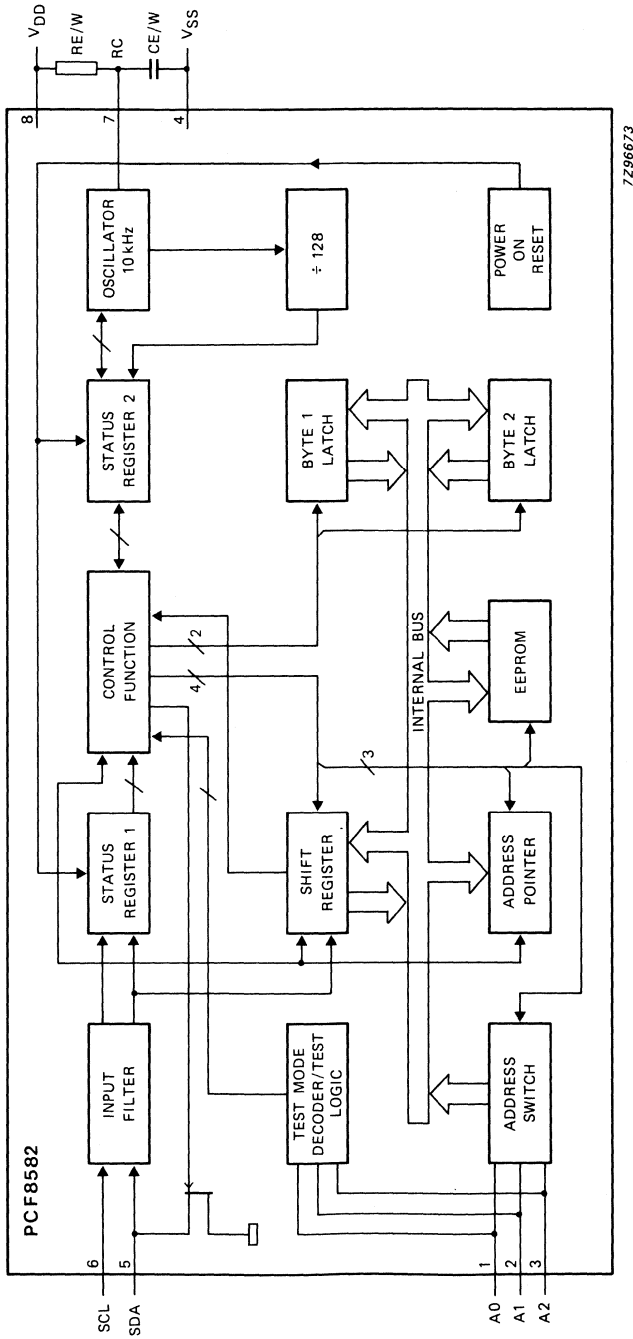 PCF8582
SCL
6
SDA
5
INPUT
FILTER
STATUS
REGISTER 1
CONTROL
FUNCTION
STATUS
REGISTER 2
OSCILLATOR
10 kHz
8
VDD
RE/W
7
RC
CE/W
4
VSS
2
4
TEST MODE
DECODER/TEST
LOGIC
SHIFT
REGISTER
BYTE 1
LATCH
÷ 128
3
INTERNAL BUS
A0
1
A1
2
A2
3
ADDRESS
SWITCH
ADDRESS
POINTER
EEPROM
BYTE 2
LATCH
POWER
ON
RESET
7296673